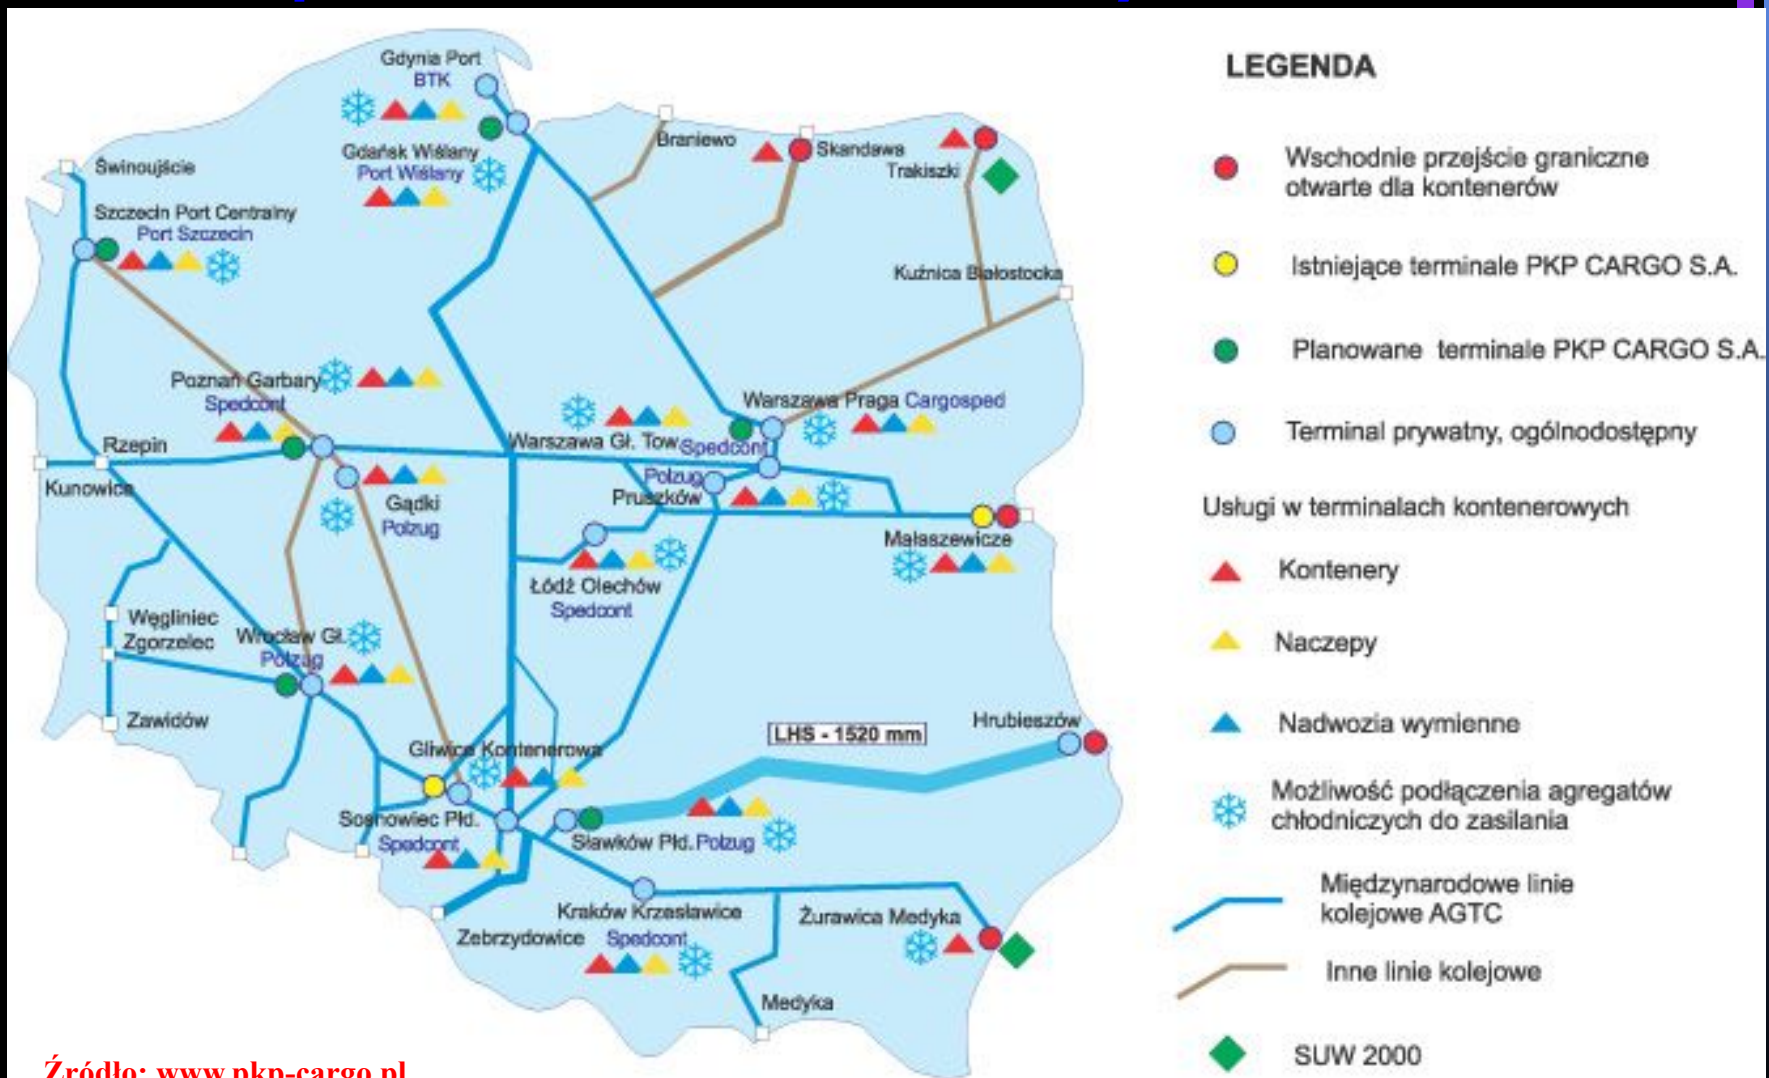 Gdynia Port
BTK
Gdańsk Wiślany
Port Wiślany
Braniewo
Skandawa
Trakiszki
Świnoujście
Szczecin Port Centralny
Port Szczecin
Kuźnica Białostocka
Poznań Garbary
Spedcont
Warszawa Praga Cargosped
Warszawa Gł. Tow. Spedcont
Rzepin
Kunowice
Polzug
Pruszków
Gądki
Polzug
Małaszewicze
Łódź Olechów
Spedcont
Węgliniec
Zgorzelec
Wrocław Gł.
Polzug
Zawidów
Hrubieszów
LHS - 1520 mm
Gliwice Kontenerowa
Sosnowiec Płd.
Spedcont
Sławków Płd. Polzug
Kraków Krzesławice
Spedcont
Zebrzydowice
Żurawica Medyka
Medyka
Źródło: www.pkp-cargo.pl
LEGENDA
Wschodnie przejście graniczne
otwarte dla kontenerów
Istniejące terminale PKP CARGO S.A.
Planowane terminale PKP CARGO S.A.
Terminal prywatny, ogólnodostępny
Usługi w terminalach kontenerowych
Kontenery
Naczepy
Nadwozia wymienne
Możliwość podłączenia agregatów
chłodniczych do zasilania
Międzynarodowe linie
kolejowe AGTC
Inne linie kolejowe
SUW 2000